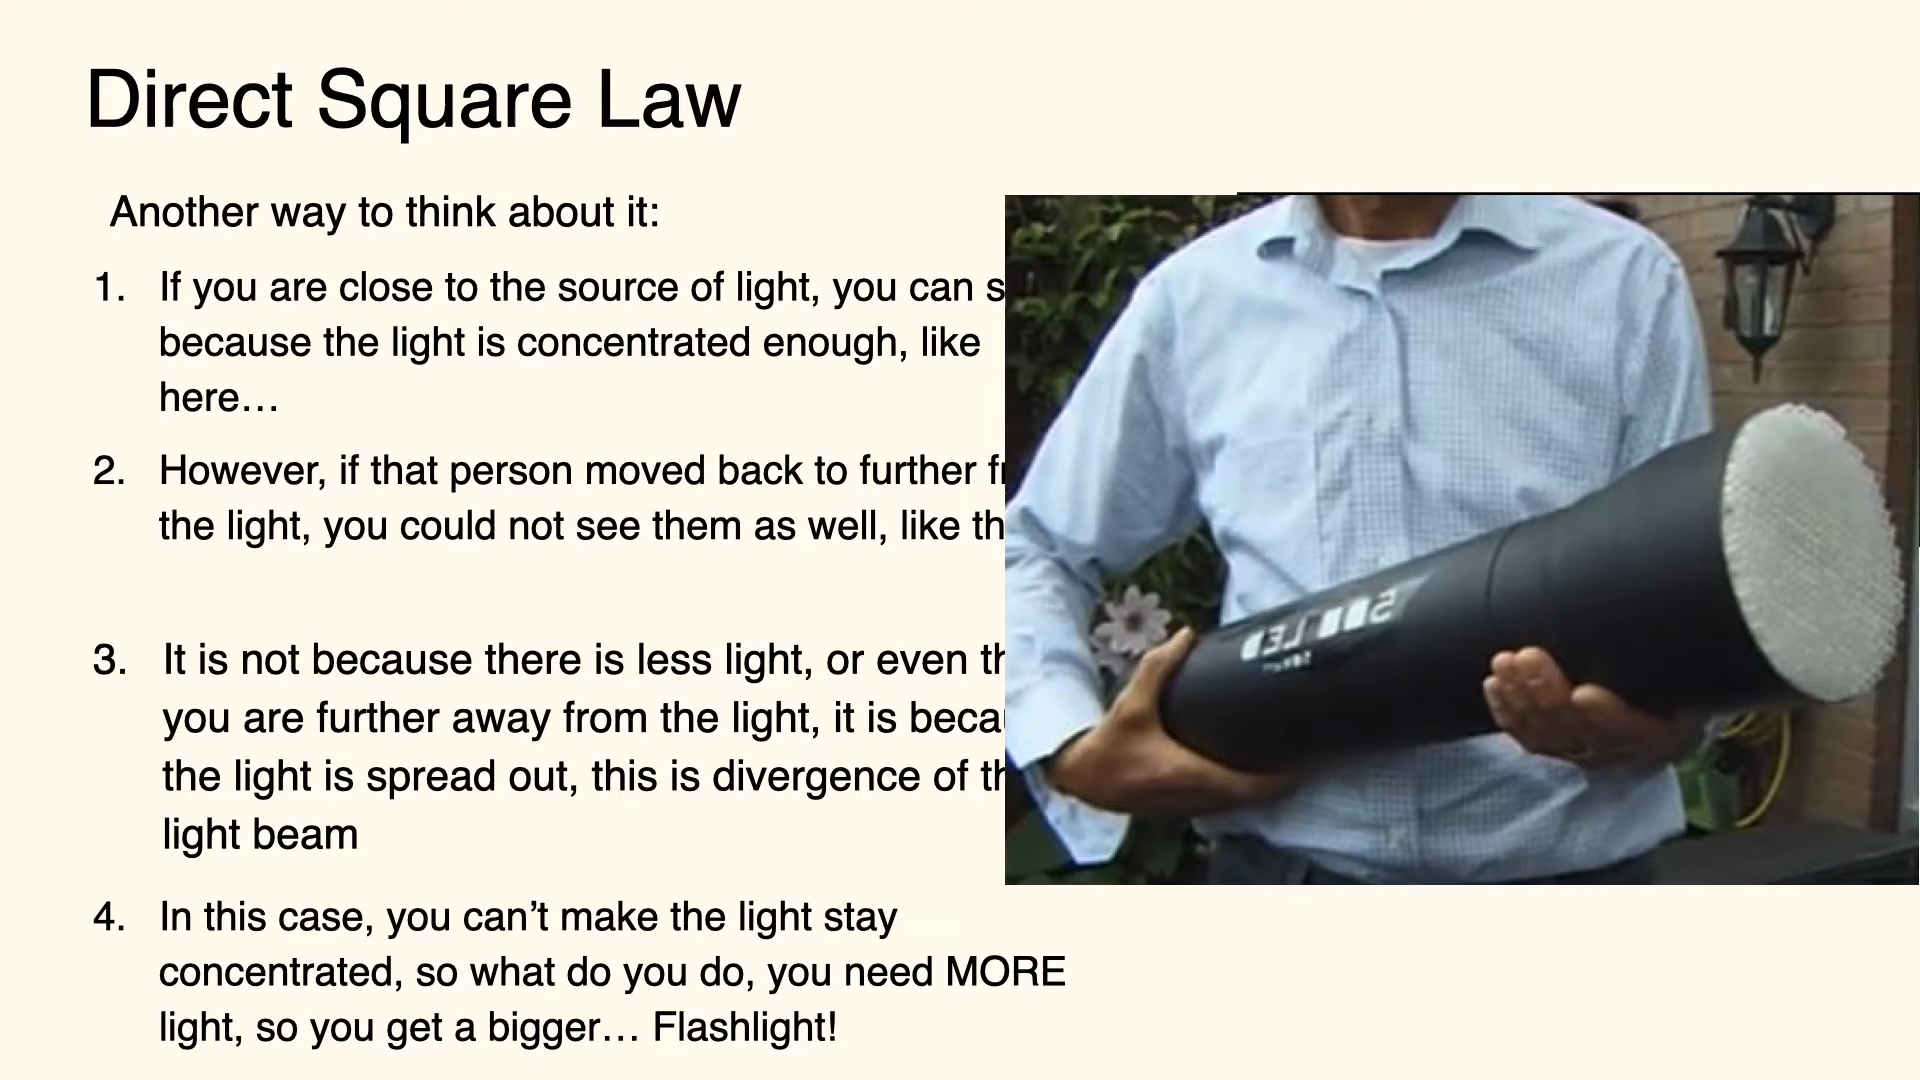 Direct Square Law
Another way to think about it:
1. If you are close to the source of light, you can s
because the light is concentrated enough, like
here…
2. However, if that person moved back to further f
the light, you could not see them as well, like th
3. It is not because there is less light, or even th
you are further away from the light, it is beca
the light is spread out, this is divergence of th
light beam
4. In this case, you can’t make the light stay
concentrated, so what do you do, you need MORE
light, so you get a bigger… Flashlight!